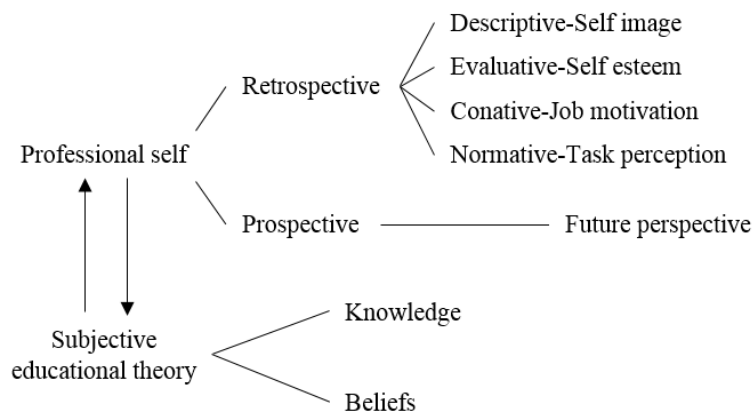 Descriptive-Self image
Evaluative-Self esteem
Retrospective
Conative-Job motivation
Normative-Task perception
Professional self
Prospective
Future perspective
Knowledge
Subjective
educational theory
Beliefs